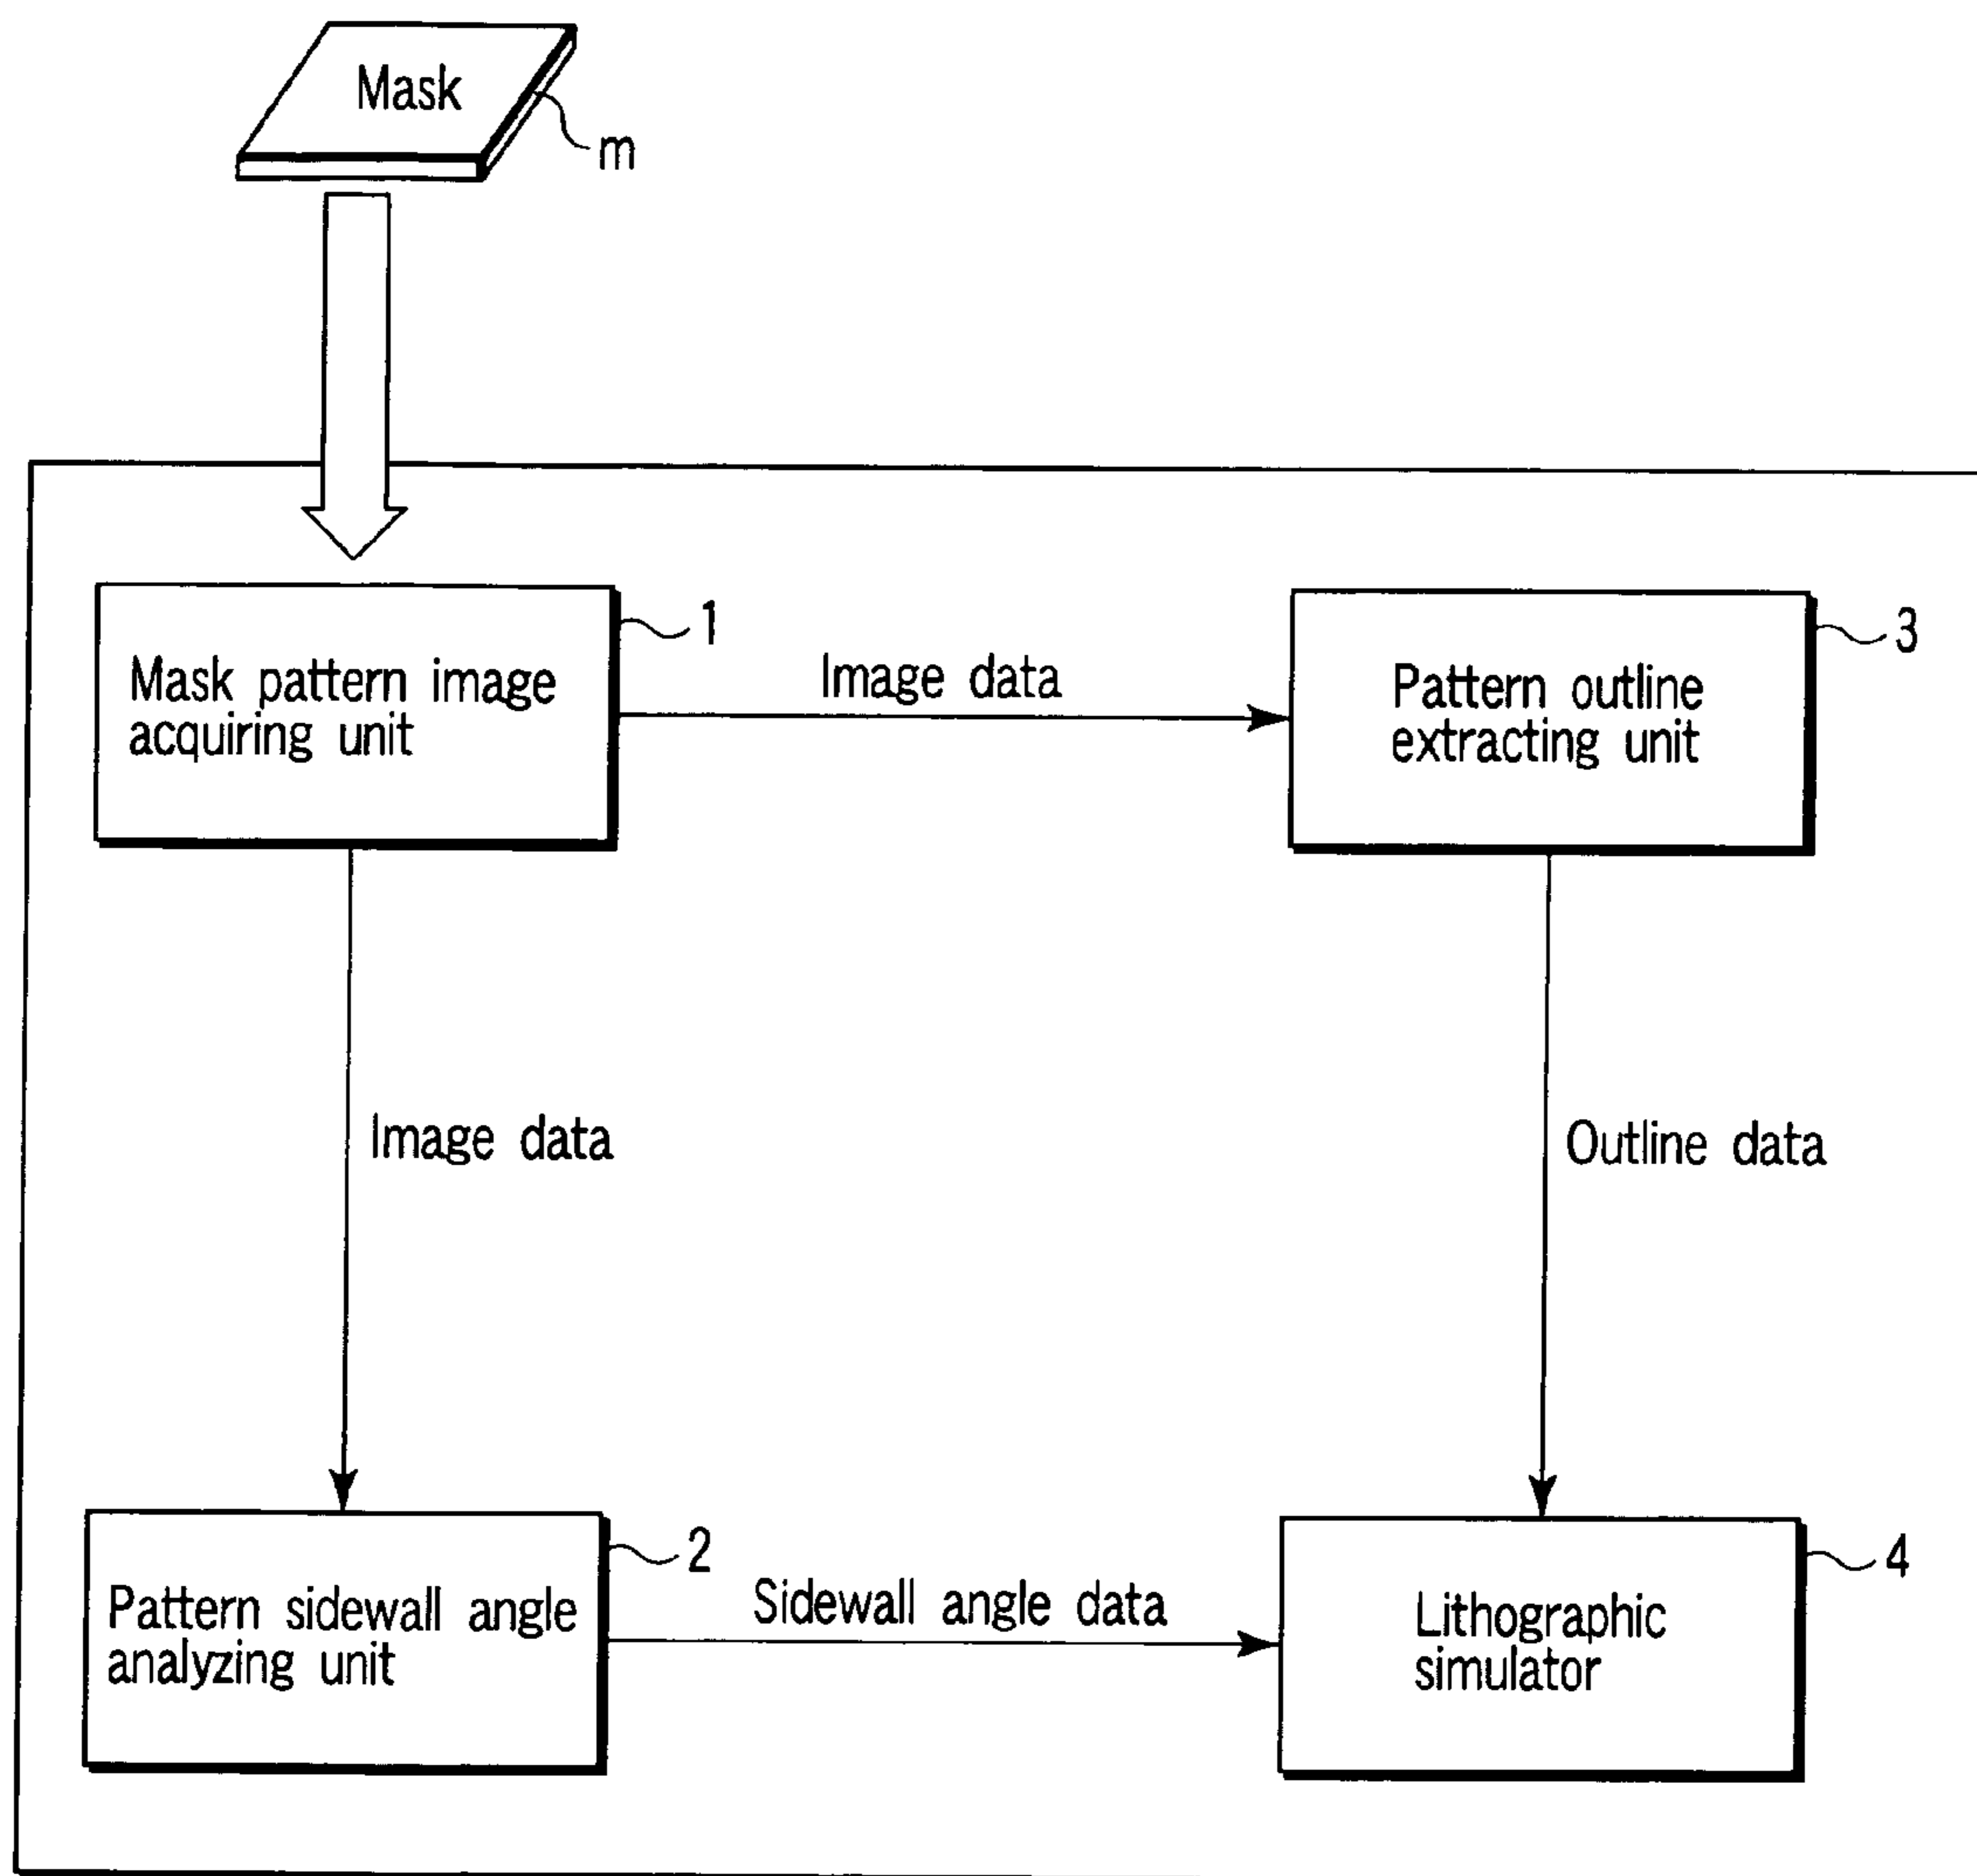 Mask
m
1
Mask pattern image
acquiring unit
Image data
3
Pattern outline
extracting unit
Image data
Outline data
2
Pattern sidewall angle
analyzing unit
Sidewall angle data
4
Lithographic
simulator